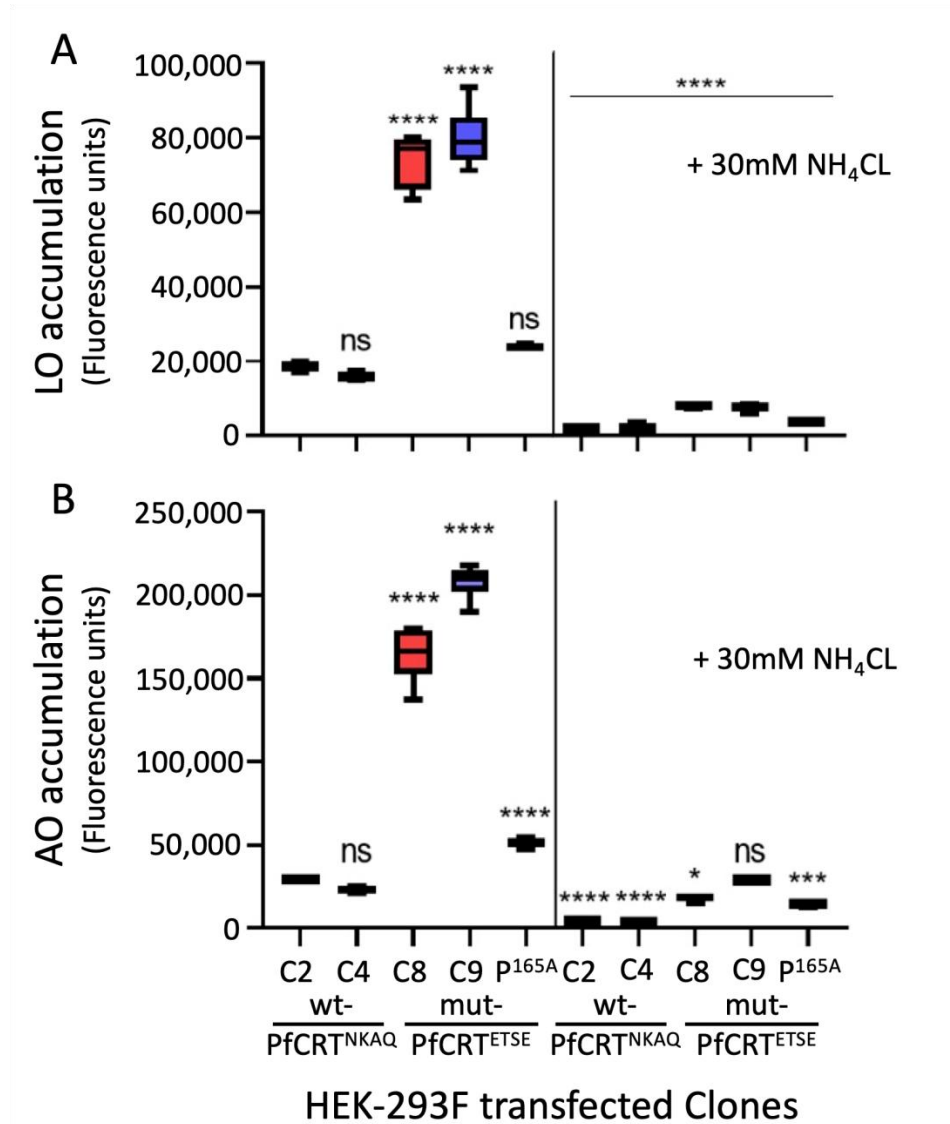 A
LO accumulation
(Fluorescence units)
100,000
80,000
60,000
40,000
20,000
0
ns
****
****
ns
****
+ 30mM NH₄CL
B
AO accumulation
(Fluorescence units)
250,000
200,000
150,000
100,000
50,000
0
ns
****
****
****
+ 30mM NH₄CL
**** **** * ns ***
C2 C4 C8 C9 P¹⁶⁵ᴬ C2 C4 C8 C9 P¹⁶⁵ᴬ
wt- mut- wt- mut-
PfCRTᴺᴷᴬQ PfCRTᴱᵀˢᴱ PfCRTᴺᴷᴬQ PfCRTᴱᵀˢᴱ
HEK-293F transfected Clones